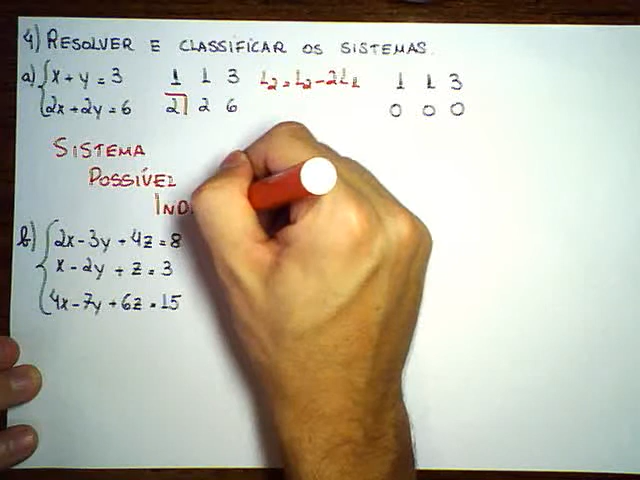 4) RESOLVER E CLASSIFICAR OS SISTEMAS.
a) { x + y = 3 1 1 3 L2 = L2 - 2L1 1 1 3
2x + 2y = 6 2 2 6 0 0 0
SISTEMA
POSSÍVEL
b) { 2x - 3y + 4z = 8
x - 2y + z = 3
4x - 7y + 6z = 15